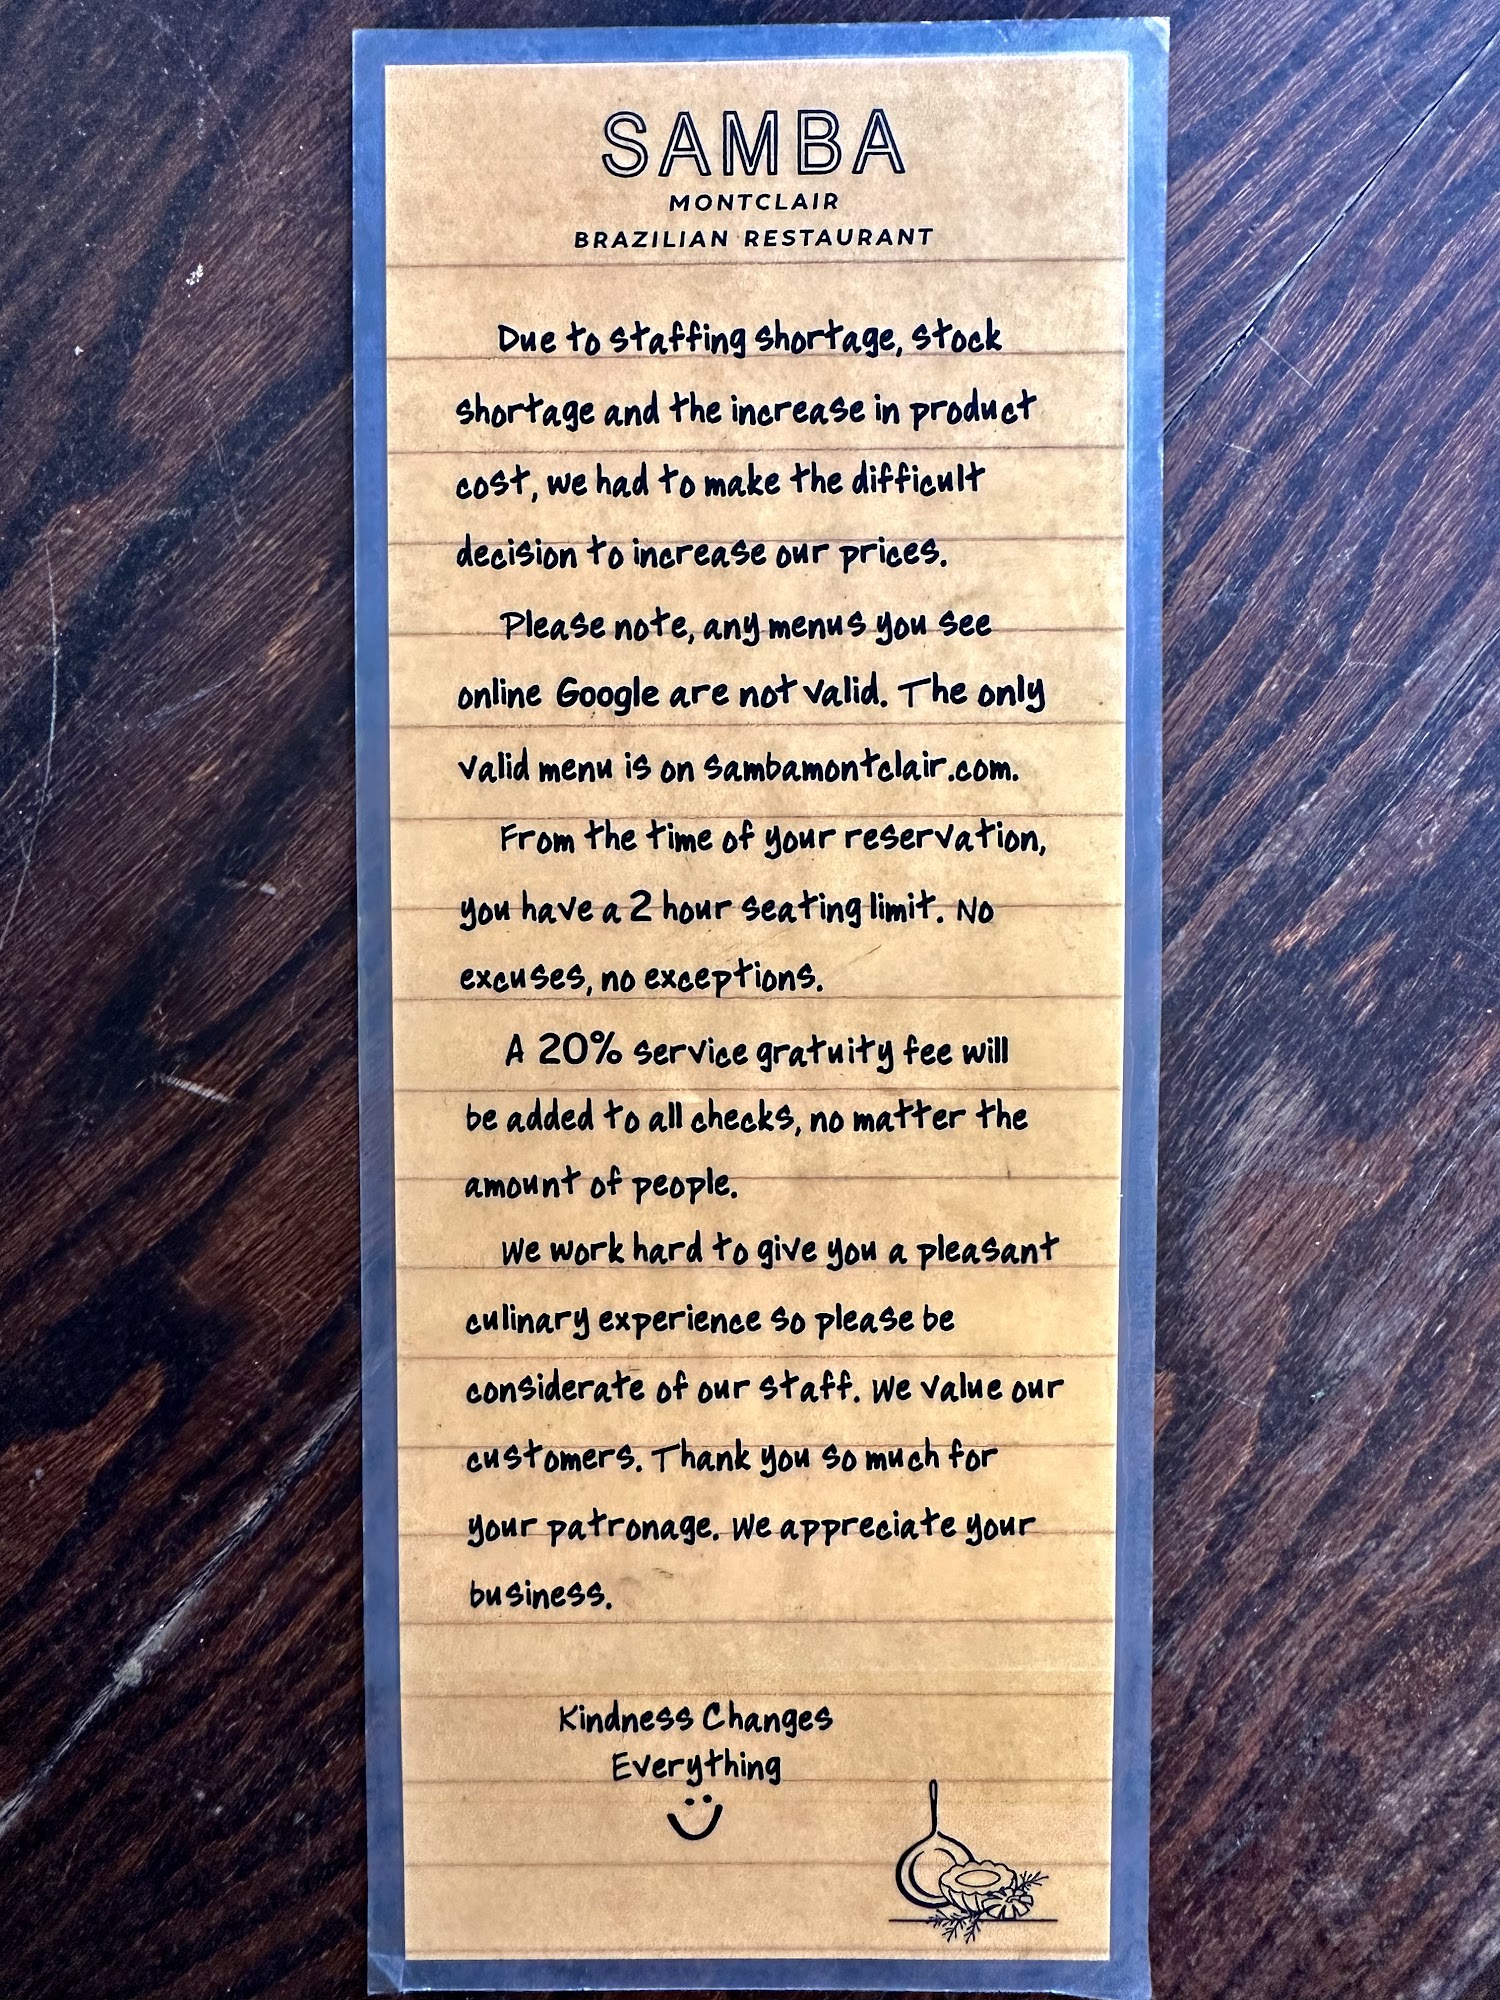 SAMBA
MONTCLAIR
BRAZILIAN RESTAURANT
Due to staffing shortage, stock
shortage and the increase in product
cost, we had to make the difficult
decision to increase our prices.
Please note, any menus you see
online Google are not valid. The only
valid menu is on sambamontclair.com.
From the time of your reservation,
you have a 2 hour seating limit. No
excuses, no exceptions.
A 20% service gratuity fee will
be added to all checks, no matter the
amount of people.
We work hard to give you a pleasant
culinary experience so please be
considerate of our staff. We value our
customers. Thank you so much for
your patronage. We appreciate your
business.
Kindness Changes
Everything